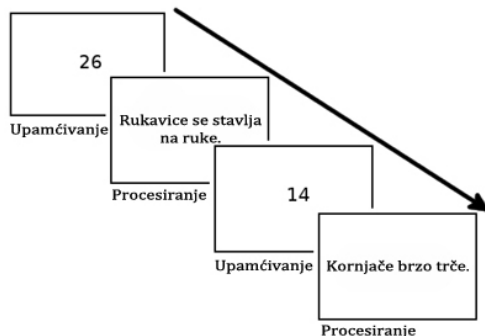 26
Upamćivanje
Rukavice se stavlja
na ruke.
Procesiranje
14
Upamćivanje
Kornjače brzo trče.
Procesiranje